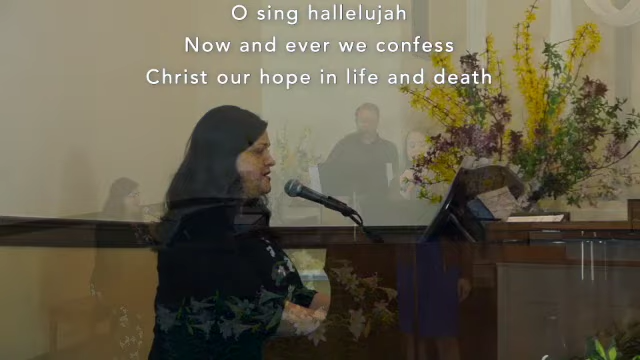 O sing hallelujah
Now and ever we confess
Christ our hope in life and death